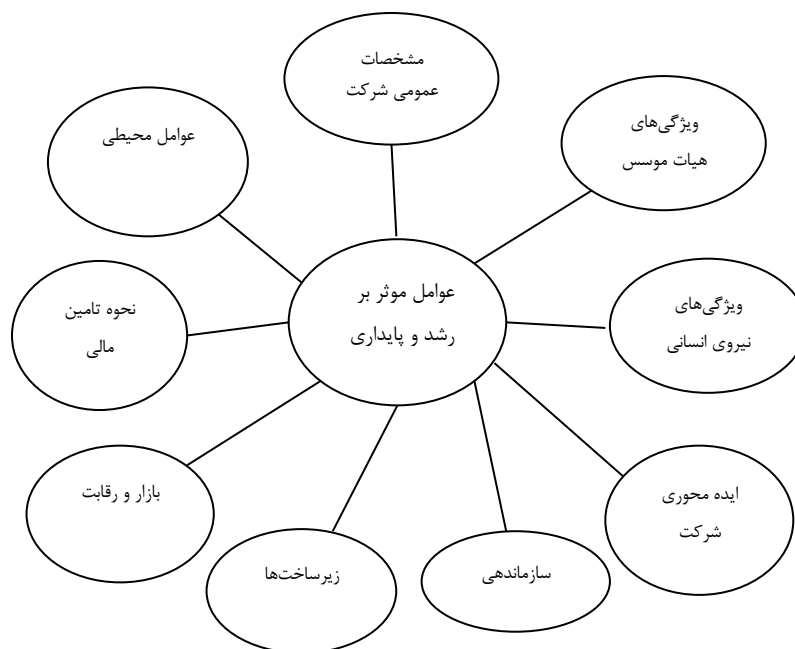 مشخصات
عمومی شرکت
ویژگی‌های
هیات موسس
عوامل محیطی
عوامل موثر بر
رشد و پایداری
ویژگی‌های
نیروی انسانی
نحوه تامین
مالی
ایده محوری
شرکت
بازار و رقابت
سازماندهی
زیرساخت‌ها